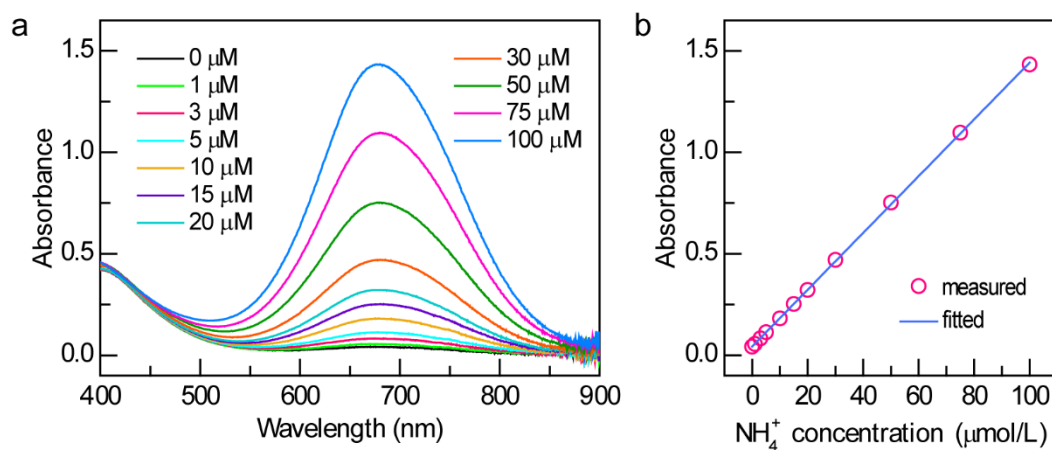 a
1.5
1.0
0.5
0.0
Absorbance
0 μM
1 μM
3 μM
5 μM
10 μM
15 μM
20 μM
30 μM
50 μM
75 μM
100 μM
400 500 600 700 800 900
Wavelength (nm)
b
1.5
1.0
0.5
0.0
Absorbance
measured
fitted
0 20 40 60 80 100
NH₄⁺ concentration (μmol/L)